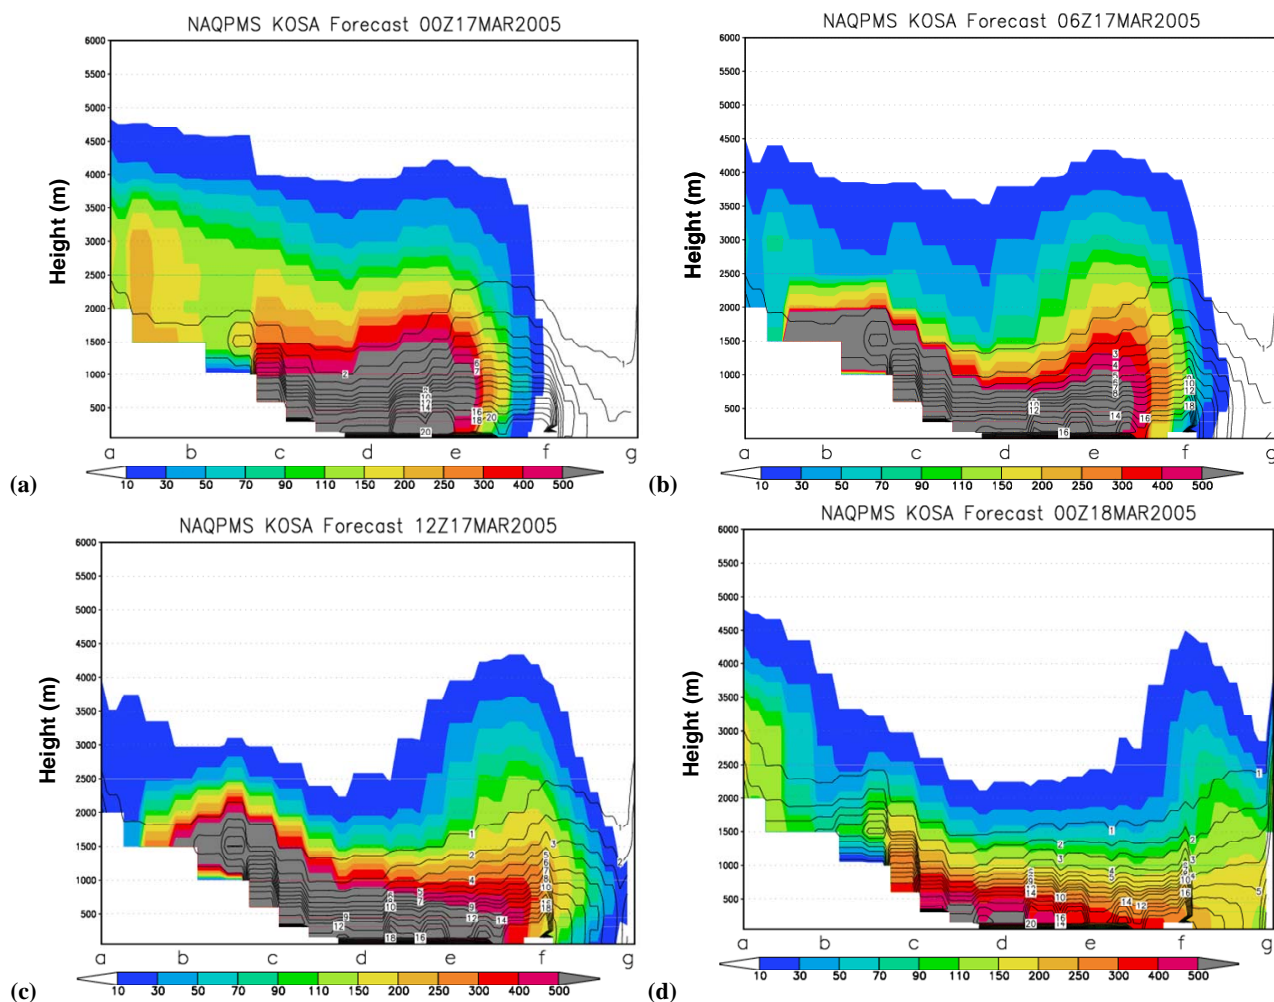 NAQPMS KOSA Forecast 00Z17MAR2005
6000
5500
5000
4500
4000
3500
3000
2500
2000
1500
1000
500
Height (m)
a b c d e f g
(a)
10 30 50 70 90 110 150 200 250 300 400 500
NAQPMS KOSA Forecast 06Z17MAR2005
6000
5500
5000
4500
4000
3500
3000
2500
2000
1500
1000
500
Height (m)
a b c d e f g
(b)
10 30 50 70 90 110 150 200 250 300 400 500
NAQPMS KOSA Forecast 12Z17MAR2005
6000
5500
5000
4500
4000
3500
3000
2500
2000
1500
1000
500
Height (m)
a b c d e f g
(c)
10 30 50 70 90 110 150 200 250 300 400 500
NAQPMS KOSA Forecast 00Z18MAR2005
6000
5500
5000
4500
4000
3500
3000
2500
2000
1500
1000
500
Height (m)
a b c d e f g
(d)
10 30 50 70 90 110 150 200 250 300 400 500